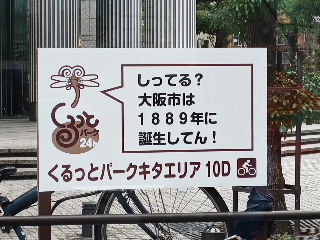 しってる？
大阪市は
1889年に
誕生してん！
くるっと
パーク
24
くるっとパークキタエリア 10D